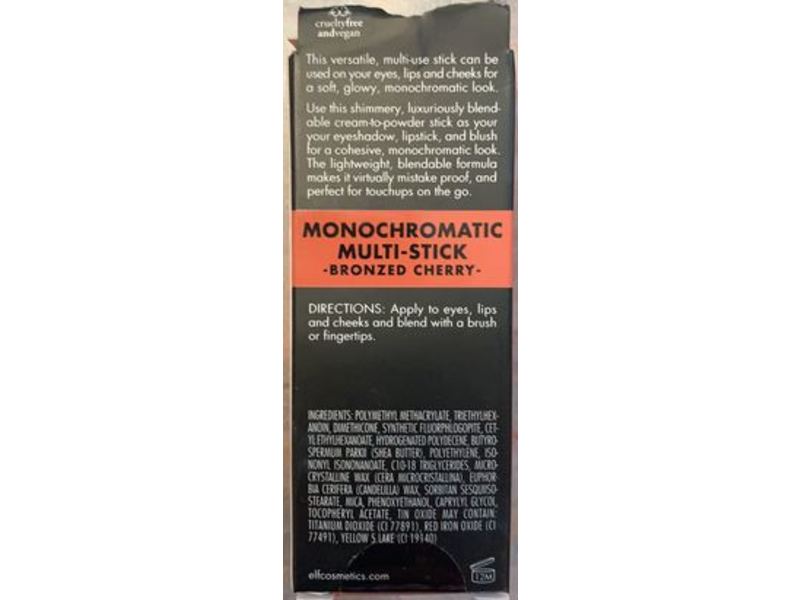 crueltyfree
andvegan
This versatile, multi-use stick can be
used on your eyes, lips and cheeks for
a soft, glowy, monochromatic look.
Use this shimmery, luxuriously blend-
able cream-to-powder stick as your
your eyeshadow, lipstick, and blush
for a cohesive, monochromatic look.
The lightweight, blendable formula
makes it virtually mistake proof, and
perfect for touchups on the go.
MONOCHROMATIC
MULTI-STICK
-BRONZED CHERRY-
DIRECTIONS: Apply to eyes, lips
and cheeks and blend with a brush
or fingertips.
INGREDIENTS: POLYMETHYL METHACRYLATE, TRIETHYLHEX-
ANOIN, DIMETHICONE, SYNTHETIC FLUORPHLOGOPITE, CET-
YL ETHYLHEXANOATE, HYDROGENATED POLYDECENE, BUTYRO-
SPERMUM PARKII (SHEA BUTTER), POLYETHYLENE, ISO-
NONYL ISONONANOATE, C10-18 TRIGLYCERIDES, MICRO-
CRYSTALLINE WAX (CERA MICROCRISTALLINA), EUPHOR-
BIA CERIFERA (CANDELILLA) WAX, SORBITAN SESQUIISO-
STEARATE, MICA, PHENOXYETHANOL, CAPRYLYL GLYCOL,
TOCOPHERYL ACETATE, TIN OXIDE MAY CONTAIN:
TITANIUM DIOXIDE (CI 77891), RED IRON OXIDE (CI
77491), YELLOW 5 LAKE (CI 19140)
elfcosmetics.com
12M